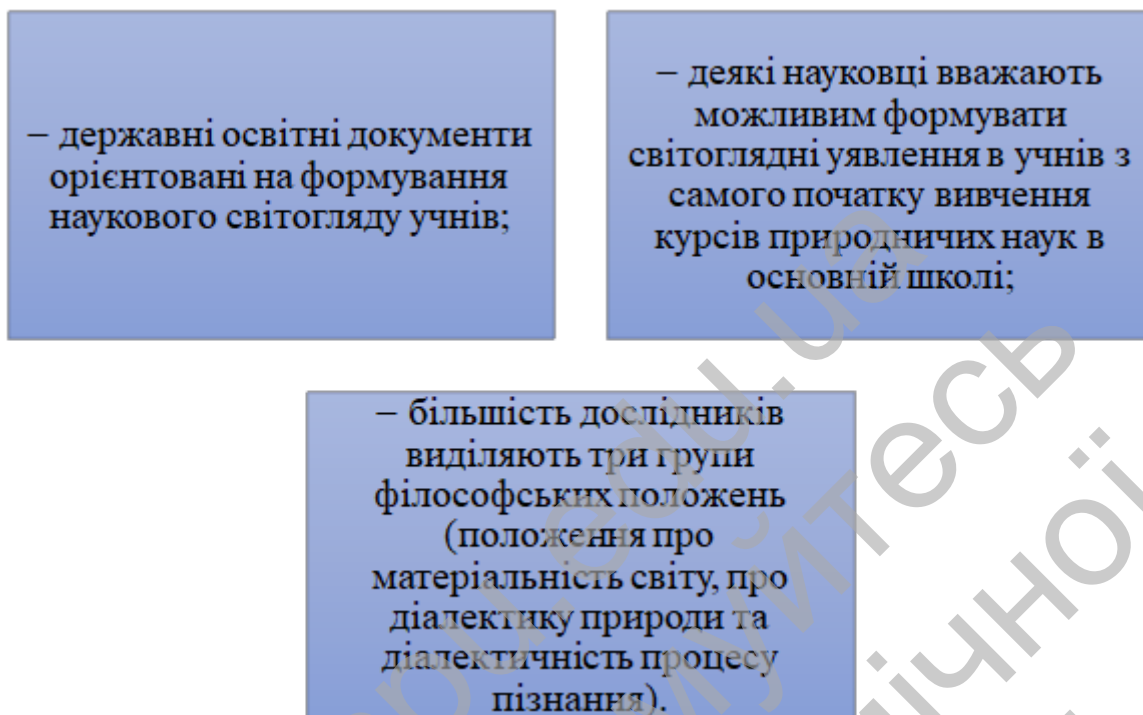 – державні освітні документи
орієнтовані на формування
наукового світогляду учнів;
– деякі науковці вважають
можливим формувати
світоглядні уявлення в учнів з
самого початку вивчення
курсів природничих наук в
основній школі;
– більшість дослідників
виділяють три групи
філософських положень
(положення про
матеріальність світу, про
діалектику природи та
діалектичність процесу
пізнання).